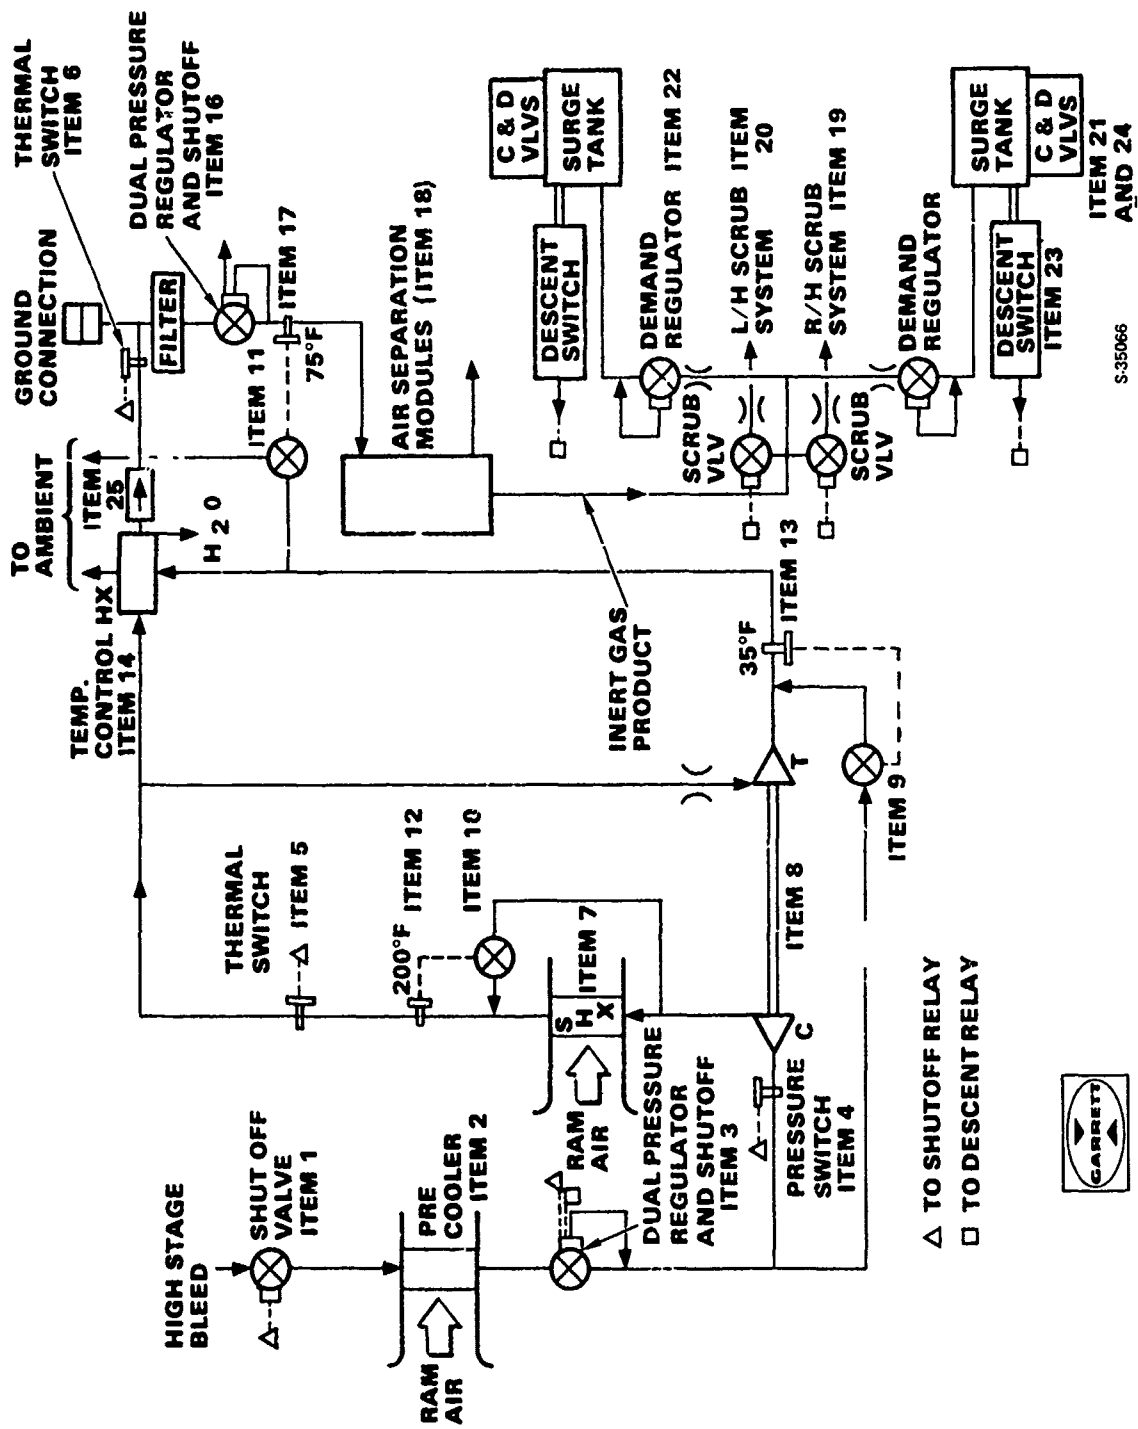 HIGH STAGE
BLEED
SHUT OFF
VALVE
ITEM 1
RAM
AIR
PRE
COOLER
ITEM 2
DUAL PRESSURE
REGULATOR
AND SHUTOFF
ITEM 3
PRESSURE
SWITCH
ITEM 4
RAM
AIR
S
H
X
ITEM 7
C
T
ITEM 8
ITEM 9
THERMAL
SWITCH
ITEM 5
200°F
ITEM 12
ITEM 10
TEMP.
CONTROL HX
ITEM 14
TO
AMBIENT
ITEM
25
H2O
35°F
ITEM 13
INERT GAS
PRODUCT
GROUND
CONNECTION
THERMAL
SWITCH
ITEM 6
FILTER
DUAL PRESSURE
REGULATOR
AND SHUTOFF
ITEM 16
ITEM 11
75°F
ITEM 17
AIR SEPARATION
MODULES (ITEM 18)
C & D
VLVS
SURGE
TANK
DESCENT
SWITCH
DEMAND
REGULATOR ITEM 22
SCRUB
VLV
L/H SCRUB ITEM
SYSTEM 20
R/H SCRUB
SYSTEM ITEM 19
SCRUB
VLV
DEMAND
REGULATOR
DESCENT
SWITCH
ITEM 23
SURGE
TANK
C & D
VLVS
ITEM 21
AND 24
TO SHUTOFF RELAY
TO DESCENT RELAY
GARRETT
S-35066